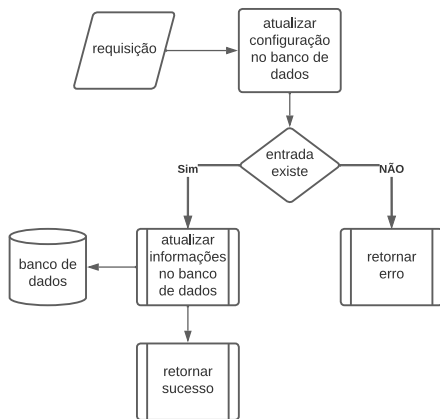 requisição
atualizar
configuração
no banco de
dados
entrada
existe
Sim
NÃO
banco de
dados
atualizar
informações
no banco
de dados
retornar
erro
retornar
sucesso